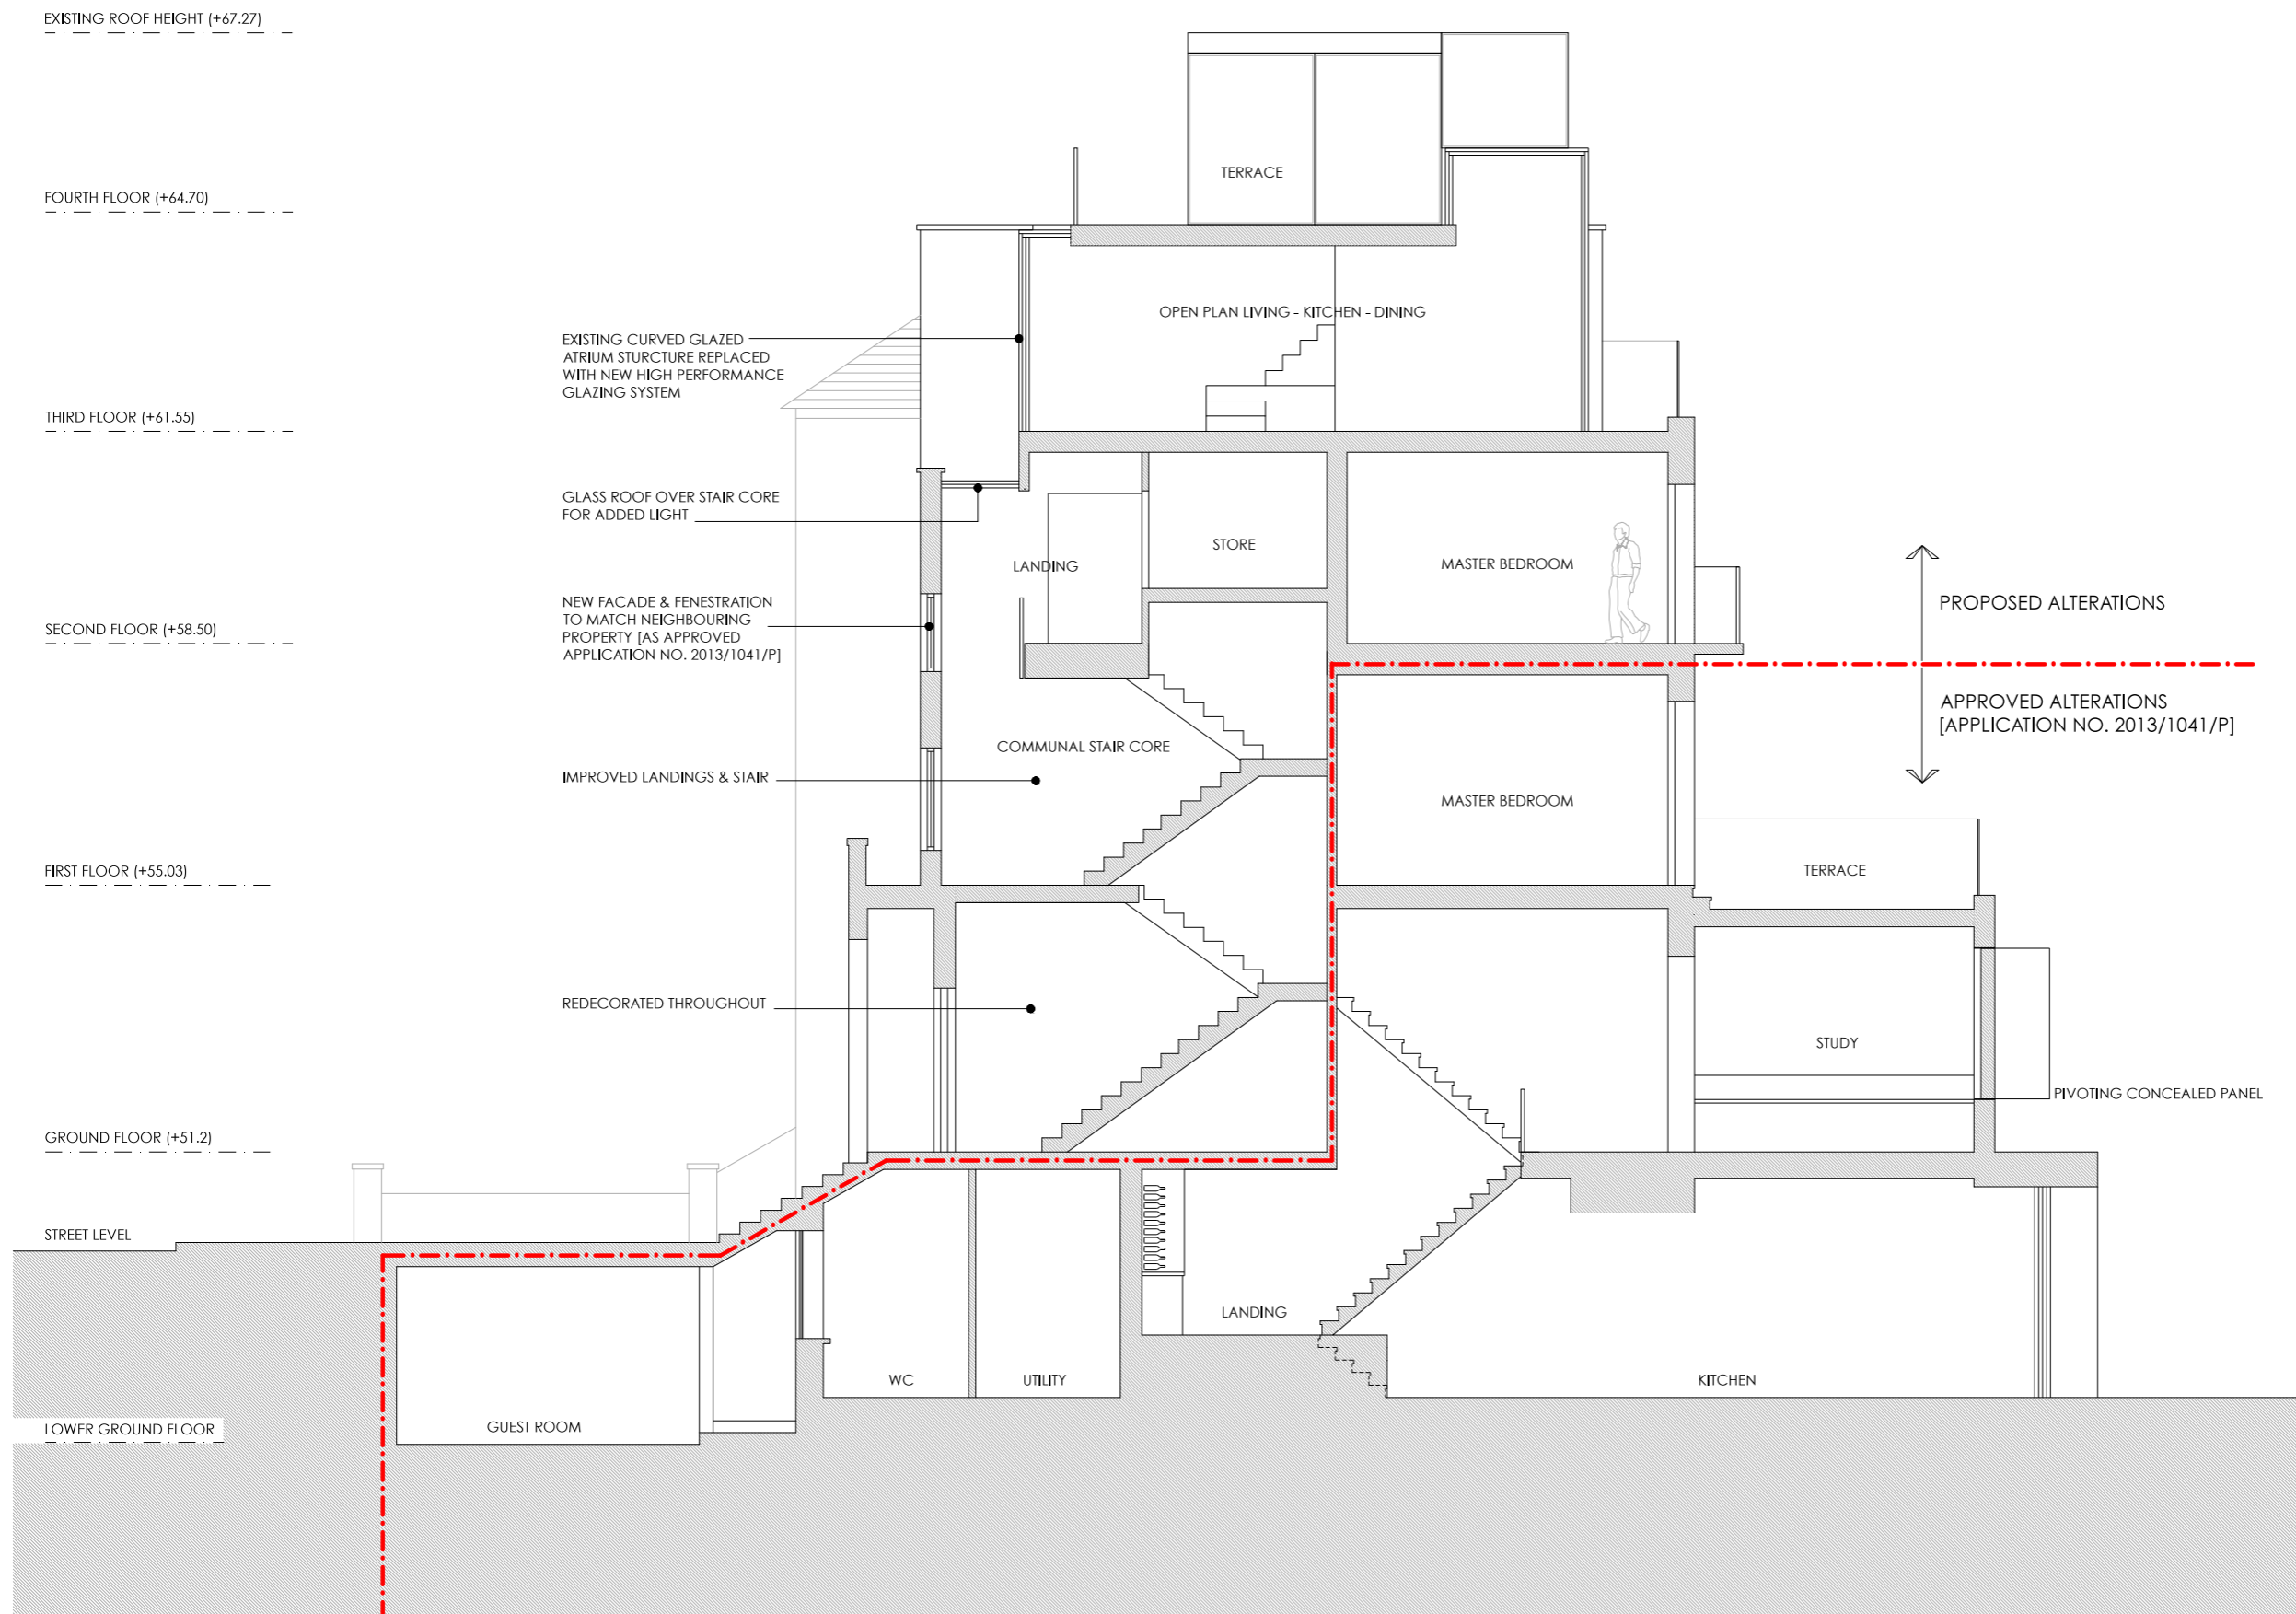 EXISTING ROOF HEIGHT (+67.27)
TERRACE
FOURTH FLOOR (+64.70)
OPEN PLAN LIVING - KITCHEN - DINING
EXISTING CURVED GLAZED
ATRIUM STURCTURE REPLACED
WITH NEW HIGH PERFORMANCE
GLAZING SYSTEM
THIRD FLOOR (+61.55)
GLASS ROOF OVER STAIR CORE
FOR ADDED LIGHT
STORE
LANDING
MASTER BEDROOM
NEW FACADE & FENESTRATION
TO MATCH NEIGHBOURING
PROPERTY [AS APPROVED
APPLICATION NO. 2013/1041/P]
PROPOSED ALTERATIONS
SECOND FLOOR (+58.50)
APPROVED ALTERATIONS
[APPLICATION NO. 2013/1041/P]
COMMUNAL STAIR CORE
IMPROVED LANDINGS & STAIR
MASTER BEDROOM
FIRST FLOOR (+55.03)
TERRACE
REDECORATED THROUGHOUT
STUDY
PIVOTING CONCEALED PANEL
GROUND FLOOR (+51.2)
STREET LEVEL
LANDING
WC
UTILITY
KITCHEN
GUEST ROOM
LOWER GROUND FLOOR